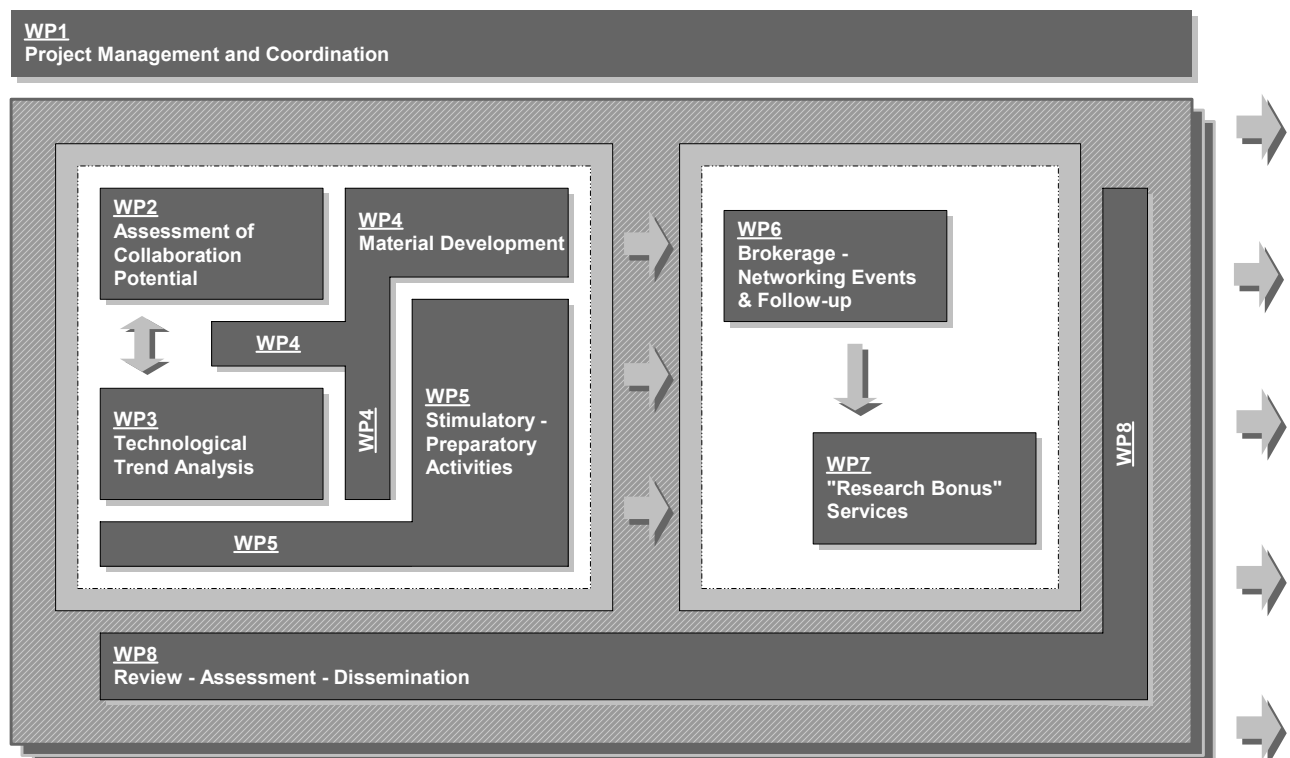 WP1
Project Management and Coordination
WP2
Assessment of
Collaboration
Potential
WP4
Material Development
WP4
WP4
WP3
Technological
Trend Analysis
WP5
Stimulatory -
Preparatory
Activities
WP5
WP6
Brokerage -
Networking Events
& Follow-up
WP7
"Research Bonus"
Services
WP8
WP8
Review - Assessment - Dissemination